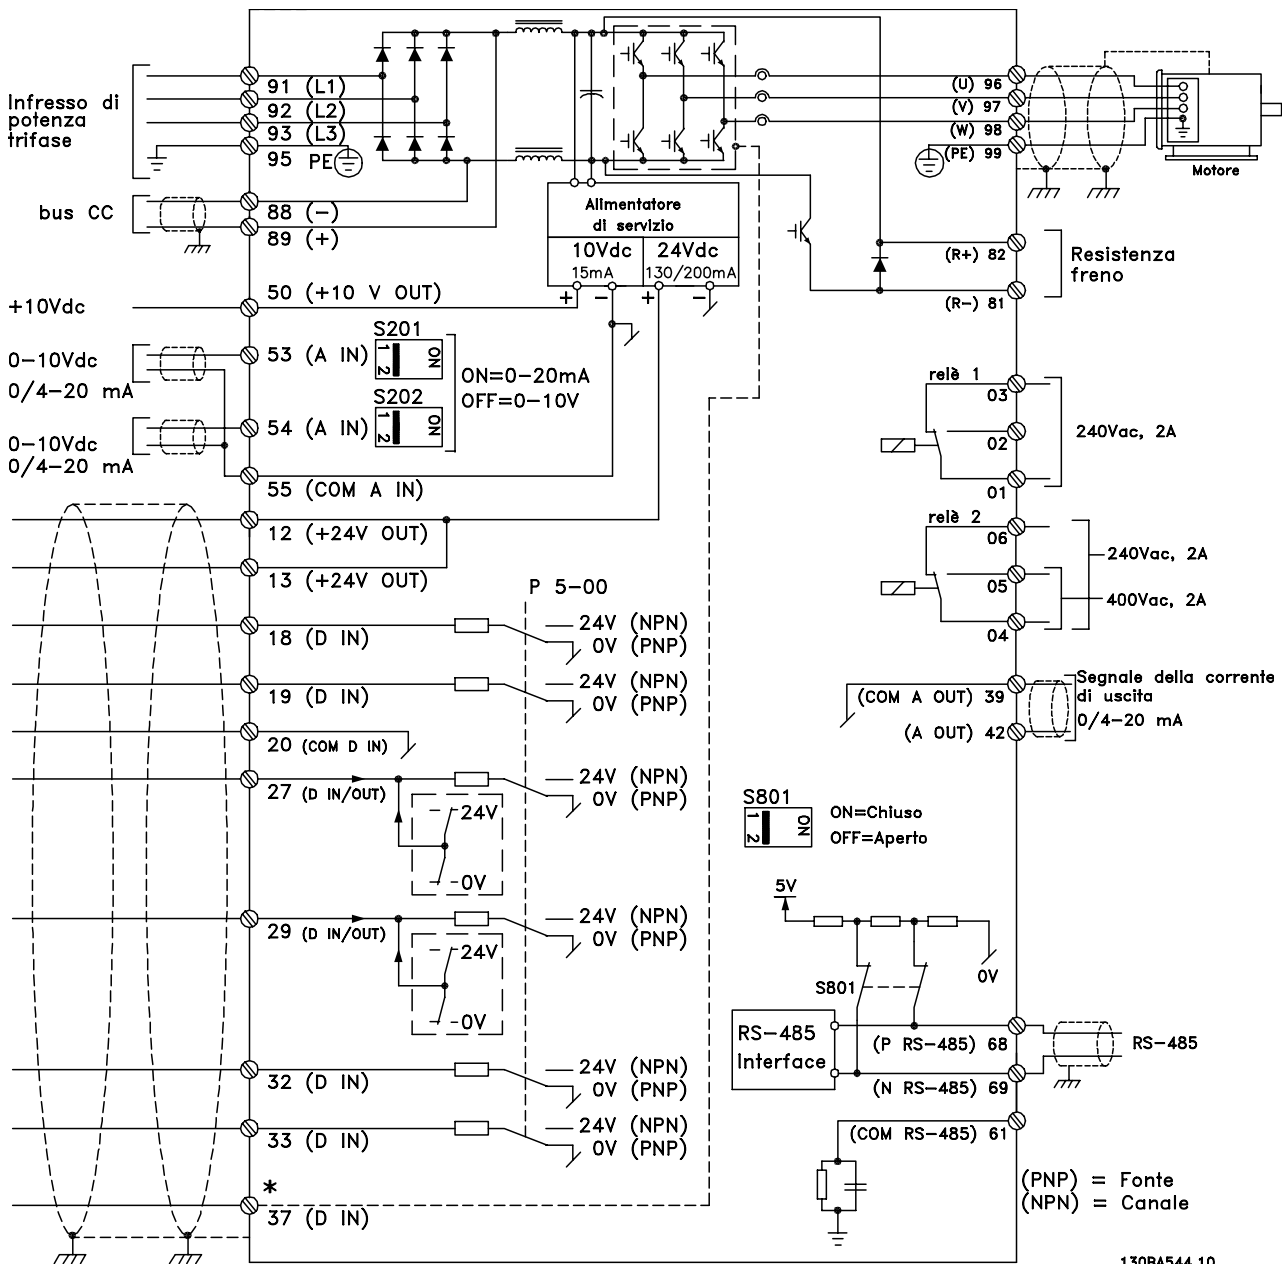 Infresso di
potenza
trifase
91 (L1)
92 (L2)
93 (L3)
95 PE
bus CC
88 (−)
89 (+)
+10Vdc
50 (+10 V OUT)
0−10Vdc
0/4−20 mA
53 (A IN)
S201
1 2
ON
ON=0−20mA
OFF=0−10V
0−10Vdc
0/4−20 mA
54 (A IN)
S202
1 2
ON
55 (COM A IN)
12 (+24V OUT)
13 (+24V OUT)
P 5−00
18 (D IN)
24V (NPN)
0V (PNP)
19 (D IN)
24V (NPN)
0V (PNP)
20 (COM D IN)
27 (D IN/OUT)
24V (NPN)
0V (PNP)
24V
0V
29 (D IN/OUT)
24V (NPN)
0V (PNP)
24V
0V
32 (D IN)
24V (NPN)
0V (PNP)
33 (D IN)
24V (NPN)
0V (PNP)
*
37 (D IN)
Alimentatore
di servizio
10Vdc
15mA
24Vdc
130/200mA
+ − + −
(U) 96
(V) 97
(W) 98
(PE) 99
Motore
(R+) 82
(R−) 81
Resistenza
freno
relè 1
03
02
01
240Vac, 2A
relè 2
06
05
04
240Vac, 2A
400Vac, 2A
(COM A OUT) 39
(A OUT) 42
Segnale della corrente
di uscita
0/4−20 mA
S801
1 2
ON
ON=Chiuso
OFF=Aperto
5V
S801
0V
RS−485
Interface
(P RS−485) 68
(N RS−485) 69
RS−485
(COM RS−485) 61
(PNP) = Fonte
(NPN) = Canale
130BA544.10